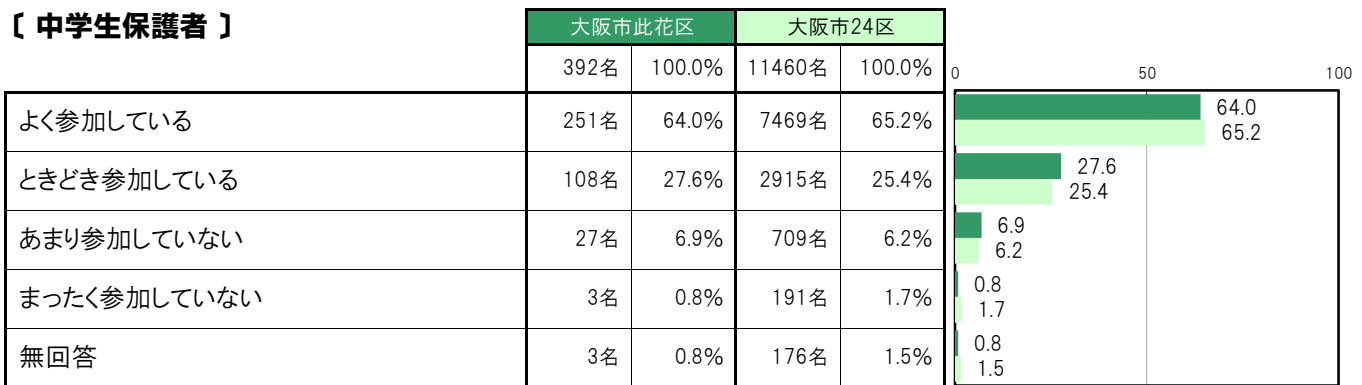 〔 中学生保護者 〕
大阪市此花区 大阪市24区
392名 100.0% 11460名 100.0%
0 50 100
よく参加している 251名 64.0% 7469名 65.2%
64.0
65.2
ときどき参加している 108名 27.6% 2915名 25.4%
27.6
25.4
あまり参加していない 27名 6.9% 709名 6.2%
6.9
6.2
まったく参加していない 3名 0.8% 191名 1.7%
0.8
1.7
無回答 3名 0.8% 176名 1.5%
0.8
1.5